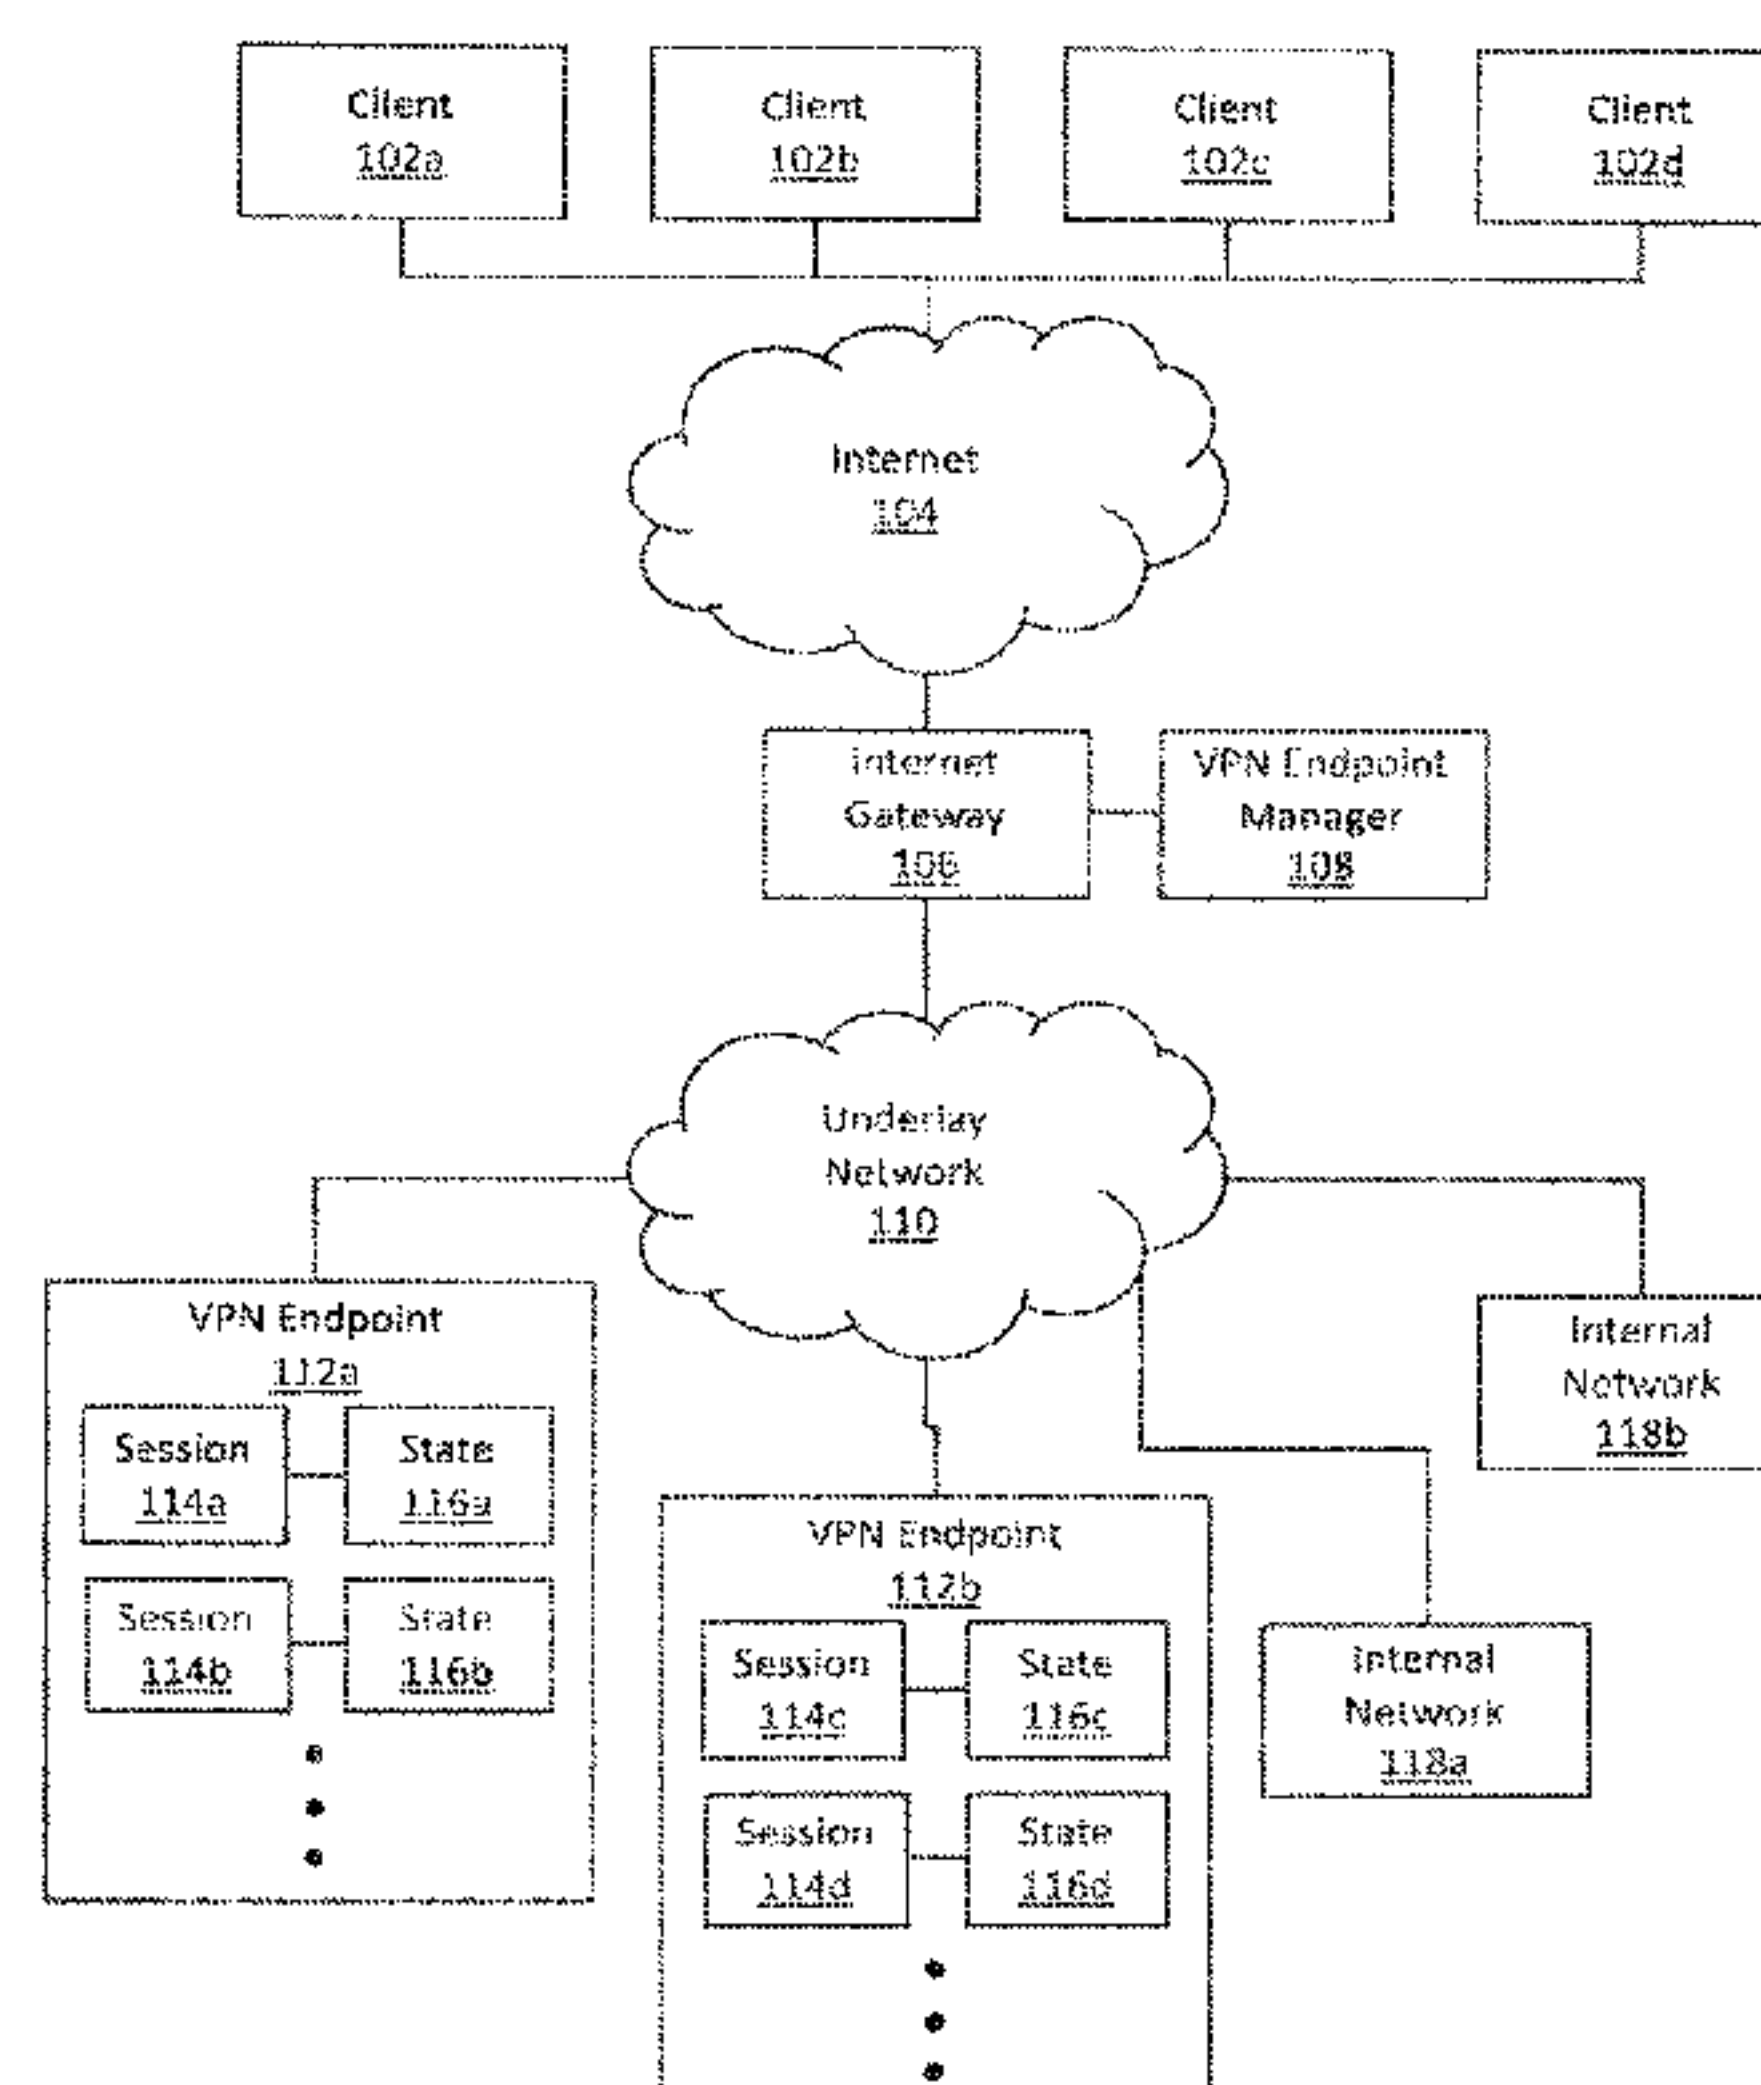 Client
102a
Client
102b
Client
102c
Client
102d
Internet
104
Internet
Gateway
106
VPN Endpoint
Manager
108
Underlay
Network
110
VPN Endpoint
112a
Session
114a
State
116a
Session
114b
State
116b
VPN Endpoint
112b
Session
114c
State
116c
Session
114d
State
116d
Internal
Network
118b
Internal
Network
118a